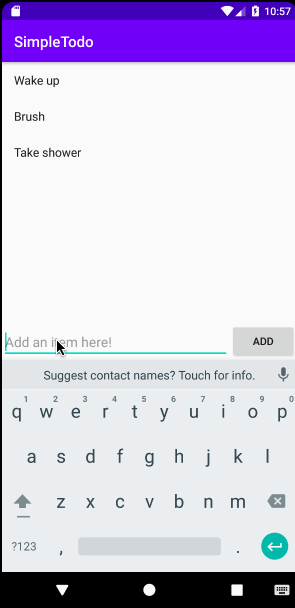 10:57
SimpleTodo
Wake up
Brush
Take shower
Add an item here! ADD
Suggest contact names? Touch for info.
1 2 3 4 5 6 7 8 9 0
q w e r t y u i o p
a s d f g h j k l
z x c v b n m
?123 , .